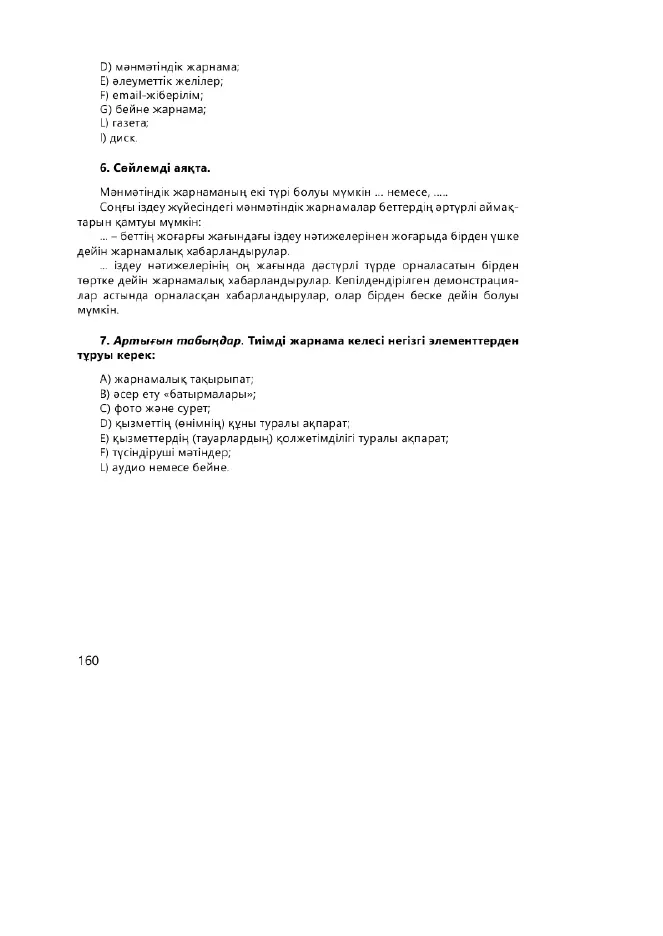 D) мәнмәтіндік жарнама;
E) әлеуметтік желілер;
F) email-жіберілім;
G) бейне жарнама;
L) газета;
I) диск.
6. Сөйлемді аяқта.
Мәнмәтіндік жарнаманың екі түрі болуы мүмкін ... немесе, .....
Соңғы іздеу жүйесіндегі мәнмәтіндік жарнамалар беттердің әртүрлі аймақ-
тарын қамтуы мүмкін:
... – беттің жоғарғы жағындағы іздеу нәтижелерінен жоғарыда бірден үшке
дейін жарнамалық хабарландырулар.
... іздеу нәтижелерінің оң жағында дәстүрлі түрде орналасатын бірден
төртке дейін жарнамалық хабарландырулар. Кепілдендірілген демонстрация-
лар астында орналасқан хабарландырулар, олар бірден беске дейін болуы
мүмкін.
7. Артығын табыңдар. Тиімді жарнама келесі негізгі элементтерден
тұруы керек:
A) жарнамалық тақырыпат;
B) әсер ету «батырмалары»;
C) фото және сурет;
D) қызметтің (өнімнің) құны туралы ақпарат;
E) қызметтердің (тауарлардың) қолжетімділігі туралы ақпарат;
F) түсіндіруші мәтіндер;
L) аудио немесе бейне.
160